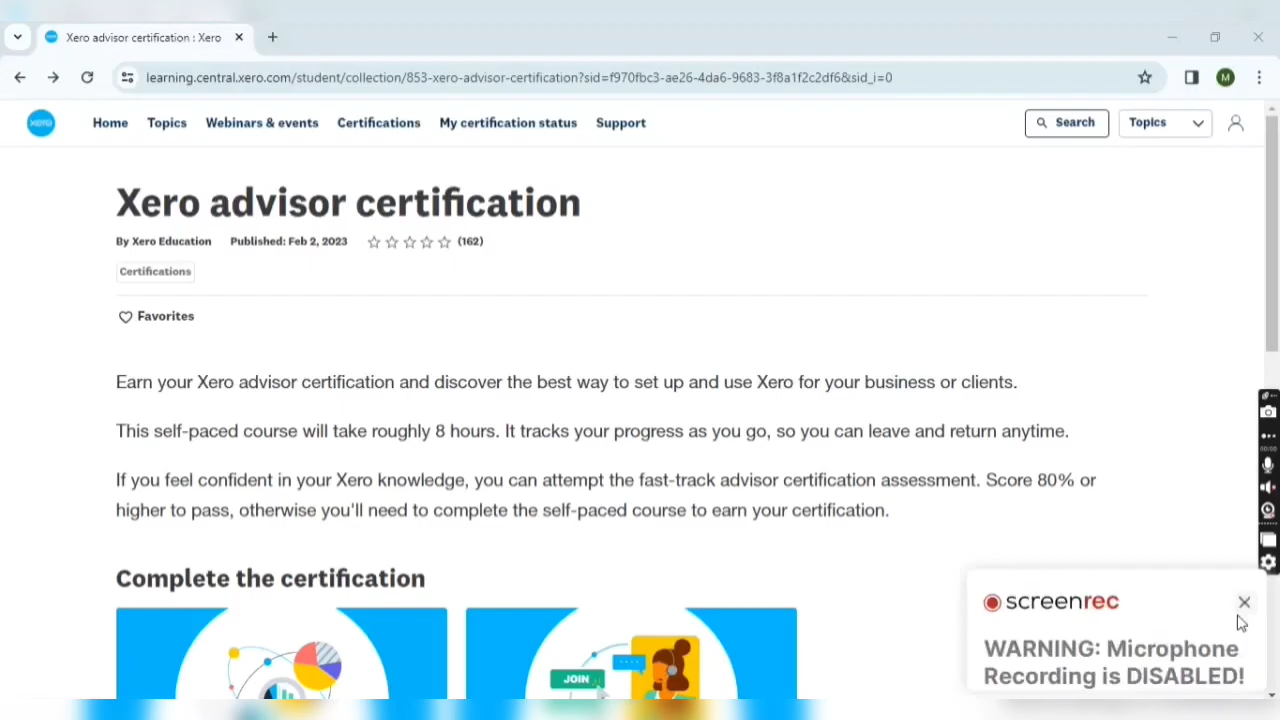 Xero advisor certification : Xero
learning.central.xero.com/student/collection/853-xero-advisor-certification?sid=f970fbc3-ae26-4da6-9683-3f8a1f2c2df6&sid_i=0
M
xero
Home Topics Webinars & events Certifications My certification status Support
Search
Topics
Xero advisor certification
By Xero Education Published: Feb 2, 2023 (162)
Certifications
Favorites
Earn your Xero advisor certification and discover the best way to set up and use Xero for your business or clients.
This self-paced course will take roughly 8 hours. It tracks your progress as you go, so you can leave and return anytime.
If you feel confident in your Xero knowledge, you can attempt the fast-track advisor certification assessment. Score 80% or
higher to pass, otherwise you'll need to complete the self-paced course to earn your certification.
Complete the certification
JOIN
screenrec
WARNING: Microphone
Recording is DISABLED!